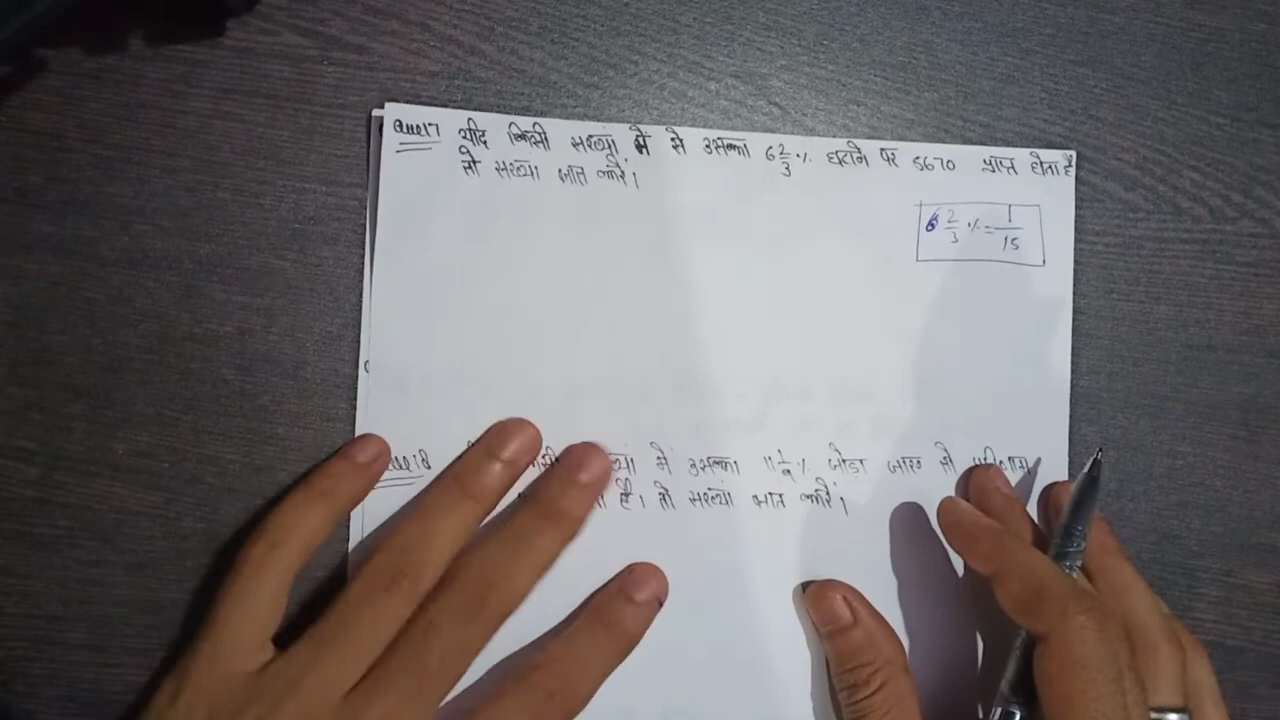 Que17 यदि किसी संख्या में से उसका 6 2/3 % घटाने पर 5670 प्राप्त होता है
तो संख्या ज्ञात करें।
6 2/3 % = 1/15
में उसका 11 1/9 % जोड़ा जाए तो परिणाम
है। तो संख्या ज्ञात करें।